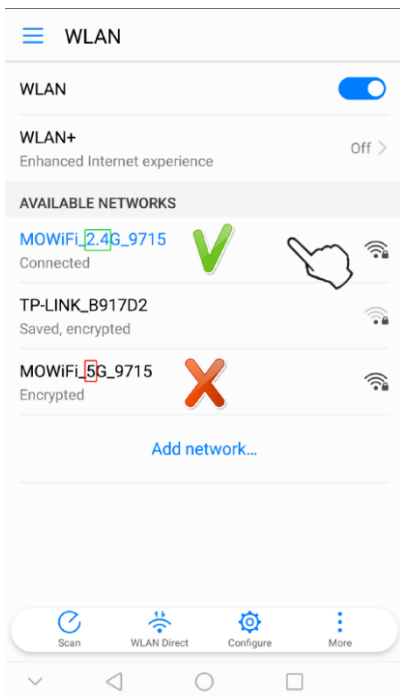 WLAN
WLAN
WLAN+
Enhanced Internet experience
Off
AVAILABLE NETWORKS
MOWiFi_2.4G_9715
Connected
TP-LINK_B917D2
Saved, encrypted
MOWiFi_5G_9715
Encrypted
Add network...
Scan
WLAN Direct
Configure
More